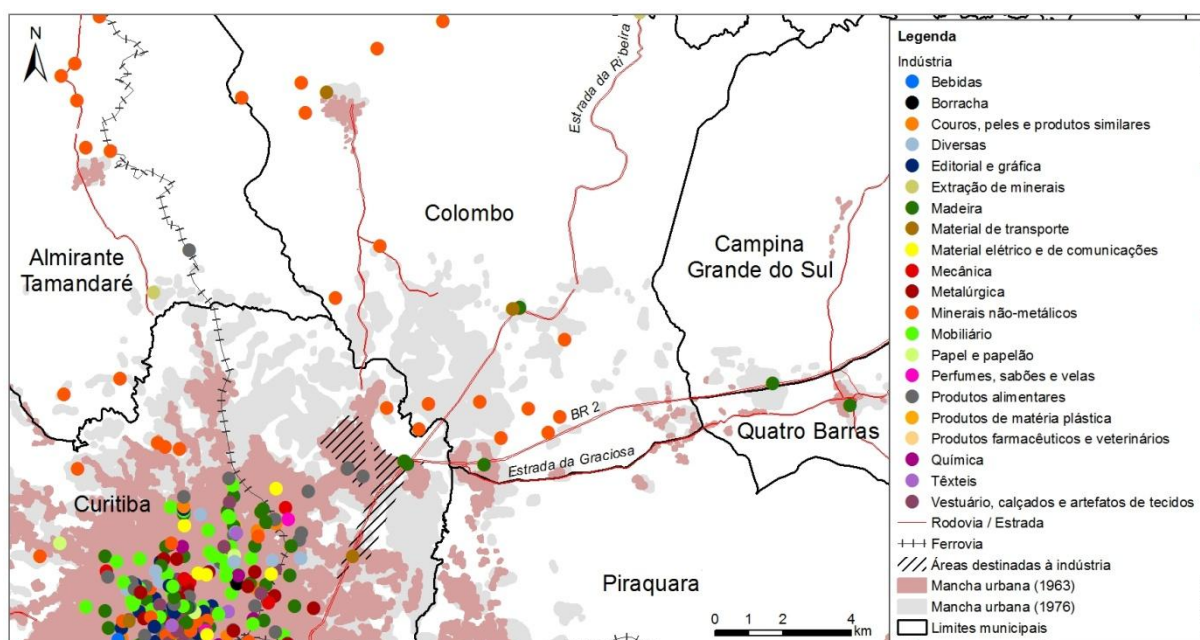 N
Estrada da Ribeira
Colombo
Almirante
Tamandaré
Campina
Grande do Sul
BR 2
Quatro Barras
Estrada da Graciosa
Curitiba
Piraquara
0 2 4
km
Legenda
Indústria
Bebidas
Borracha
Couros, peles e produtos similares
Diversas
Editorial e gráfica
Extração de minerais
Madeira
Material de transporte
Material elétrico e de comunicações
Mecânica
Metalúrgica
Minerais não-metálicos
Mobiliário
Papel e papelão
Perfumes, sabões e velas
Produtos alimentares
Produtos de matéria plástica
Produtos farmacêuticos e veterinários
Química
Têxteis
Vestuário, calçados e artefatos de tecidos
Rodovia / Estrada
Ferrovia
Áreas destinadas à indústria
Mancha urbana (1963)
Mancha urbana (1976)
Limites municipais